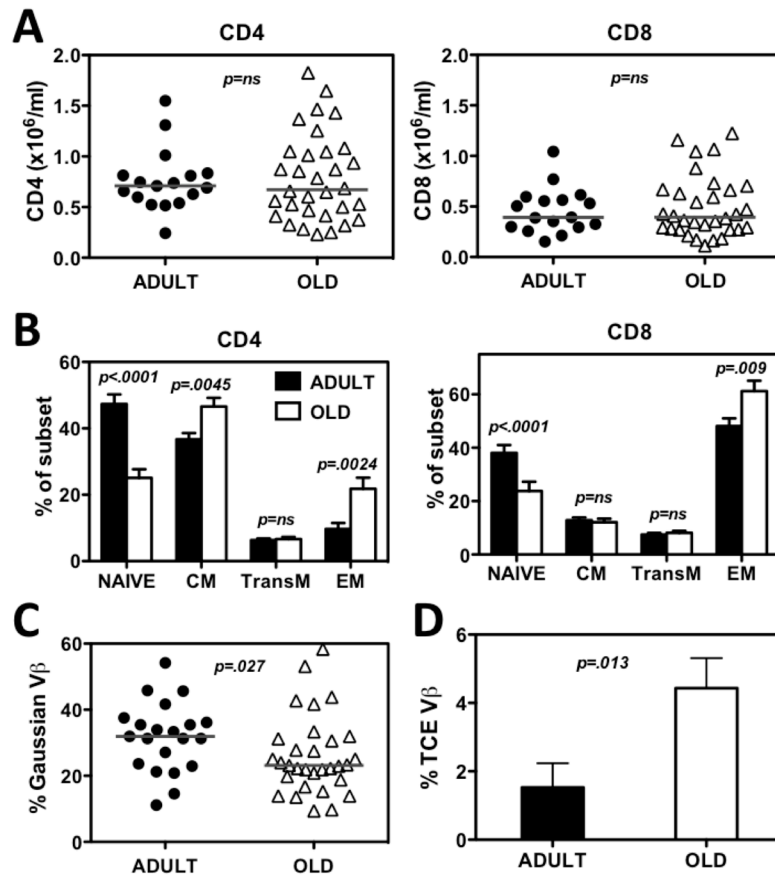 A
CD4
CD4 (x10⁶/ml)
2.0
1.5
1.0
0.5
0.0
p=ns
ADULT OLD
CD8
CD8 (x10⁶/ml)
2.0
1.5
1.0
0.5
0.0
p=ns
ADULT OLD
B
CD4
% of subset
60
40
20
0
p<.0001 p=.0045 p=ns p=.0024
ADULT
OLD
NAIVE CM TransM EM
CD8
% of subset
60
40
20
0
p<.0001 p=ns p=ns p=.009
NAIVE CM TransM EM
C
% Gaussian Vβ
60
40
20
0
p=.027
ADULT OLD
D
% TCE Vβ
6
4
2
0
p=.013
ADULT OLD